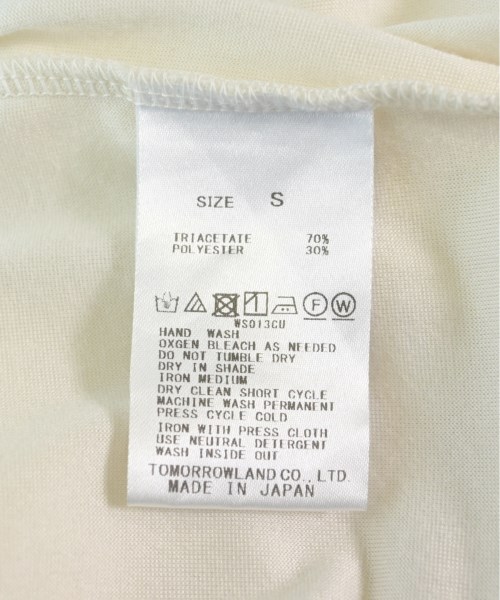 SIZE S
TRIACETATE 70%
POLYESTER 30%
F W
WS013CU
HAND WASH
OXGEN BLEACH AS NEEDED
DO NOT TUMBLE DRY
DRY IN SHADE
IRON MEDIUM
DRY CLEAN SHORT CYCLE
MACHINE WASH PERMANENT
PRESS CYCLE COLD
IRON WITH PRESS CLOTH
USE NEUTRAL DETERGENT
WASH INSIDE OUT
TOMORROWLAND CO., LTD.
MADE IN JAPAN